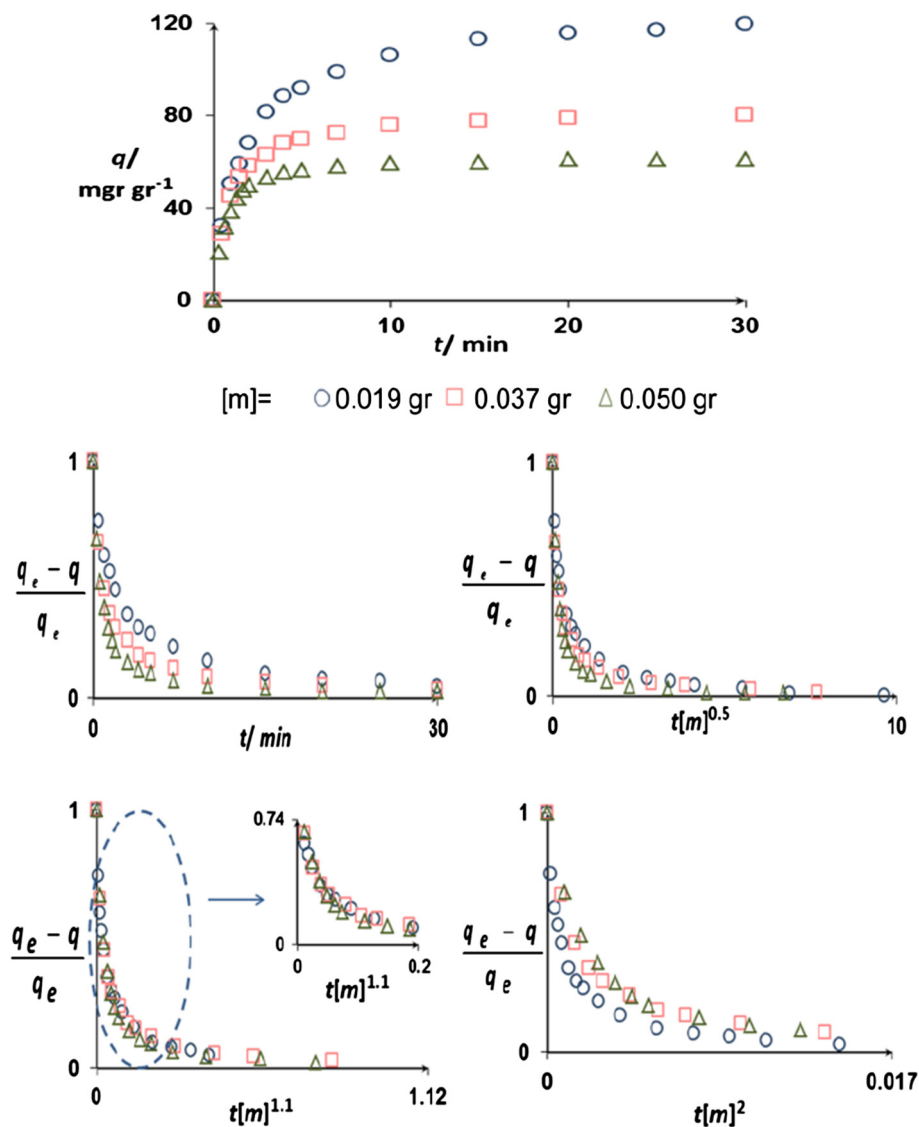 120
80
q/
mgr gr-1
40
0
0 10 20 30
t/ min
[m]= 0.019 gr 0.037 gr 0.050 gr
1
qe - q
qe
0
0 30
t/ min
1
qe - q
qe
0
0 10
t[m]0.5
1
qe - q
qe
0
0 1.12
t[m]1.1
0.74
0
0 0.2
t[m]1.1
1
qe - q
qe
0
0 0.017
t[m]2